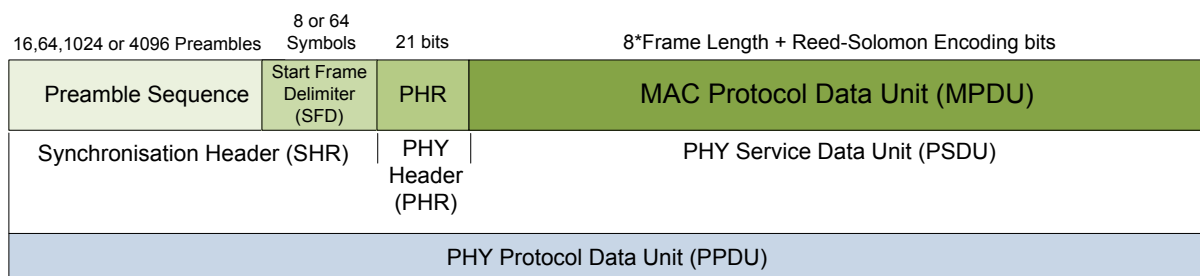 16,64,1024 or 4096 Preambles
8 or 64
Symbols
21 bits
8*Frame Length + Reed-Solomon Encoding bits
Preamble Sequence
Start Frame
Delimiter
(SFD)
PHR
MAC Protocol Data Unit (MPDU)
Synchronisation Header (SHR)
PHY
Header
(PHR)
PHY Service Data Unit (PSDU)
PHY Protocol Data Unit (PPDU)